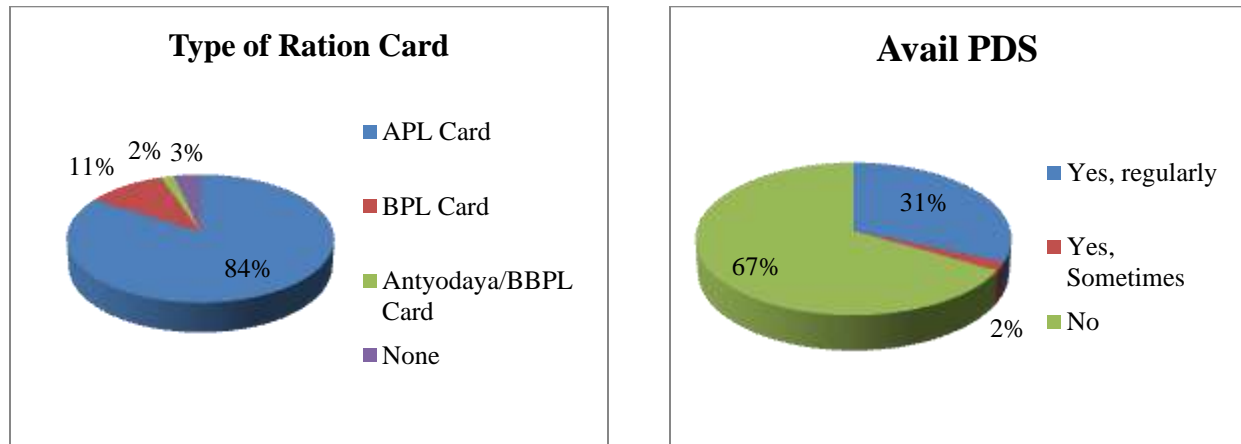 Type of Ration Card
11%
2%
3%
84%
APL Card
BPL Card
Antyodaya/BBPL
Card
None
Avail PDS
31%
67%
2%
Yes, regularly
Yes,
Sometimes
No